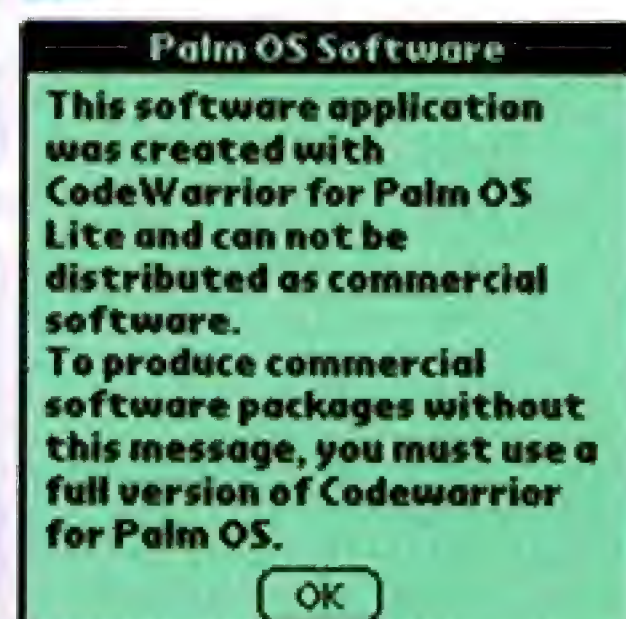 Palm OS Software
This software application
was created with
CodeWarrior for Palm OS
Lite and can not be
distributed as commercial
software.
To produce commercial
software packages without
this message, you must use a
full version of Codewarrior
for Palm OS.
OK